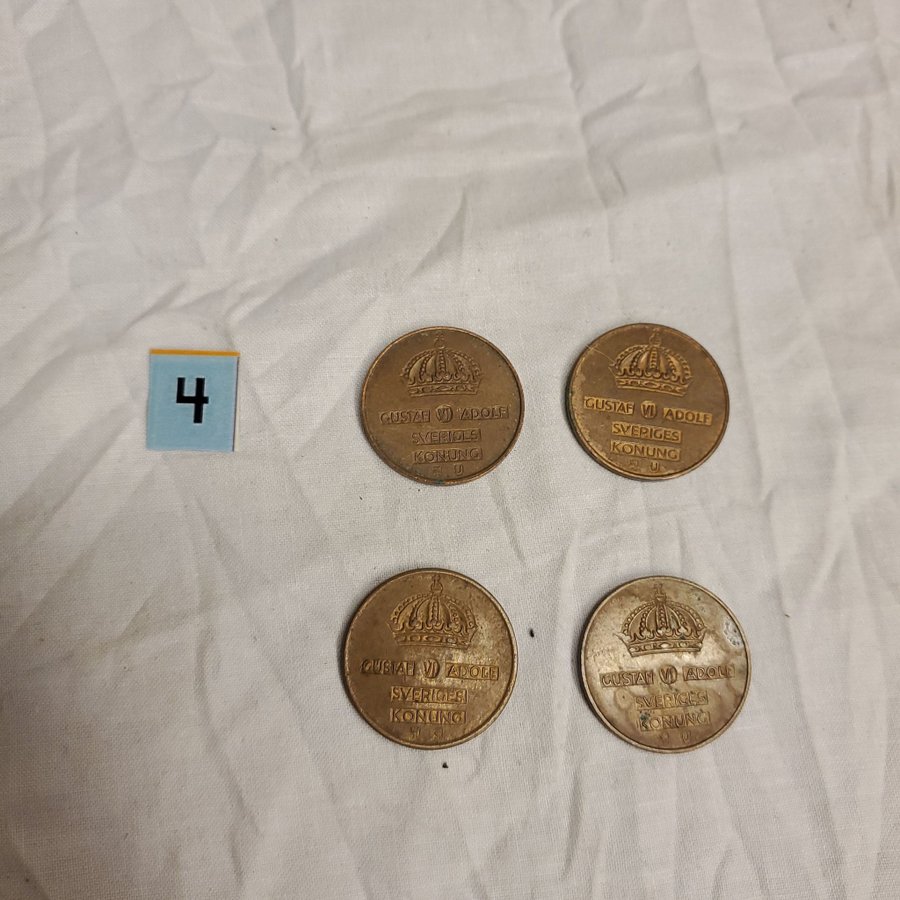 4
GUSTAF VI ADOLF
SVERIGES
KONUNG
U
GUSTAF VI ADOLF
SVERIGES
KONUNG
U
GUSTAF VI ADOLF
SVERIGES
KONUNG
GUSTAF VI ADOLF
SVERIGES
KONUNG
U